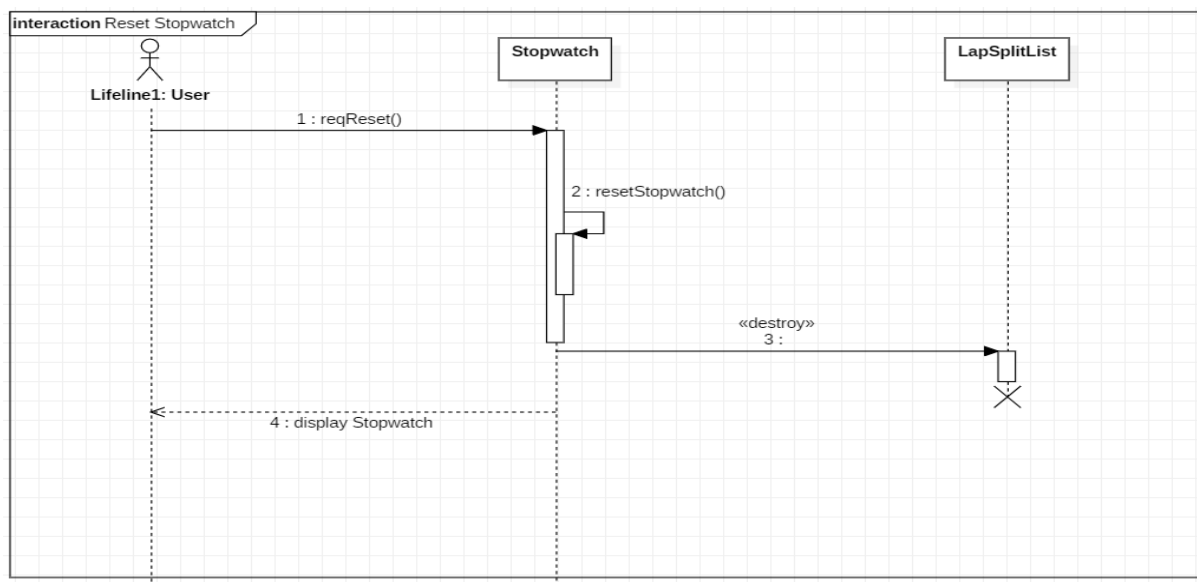 interaction Reset Stopwatch
Lifeline1: User
Stopwatch
LapSplitList
1 : reqReset()
2 : resetStopwatch()
«destroy»
3 :
4 : display Stopwatch